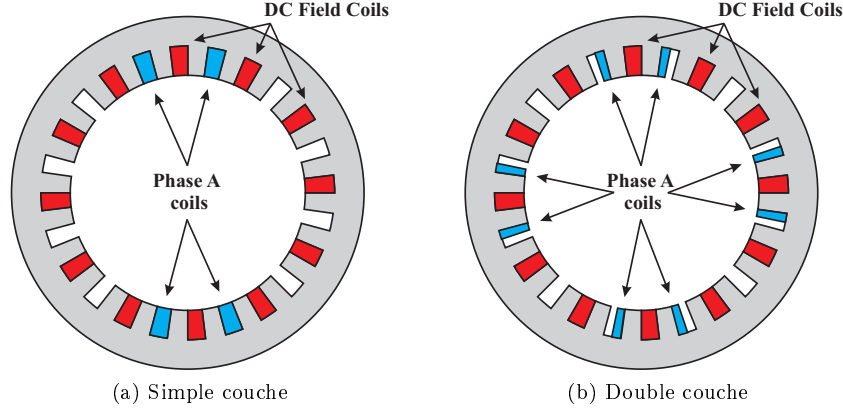 DC Field Coils
DC Field Coils
Phase A
coils
Phase A
coils
(a) Simple couche
(b) Double couche